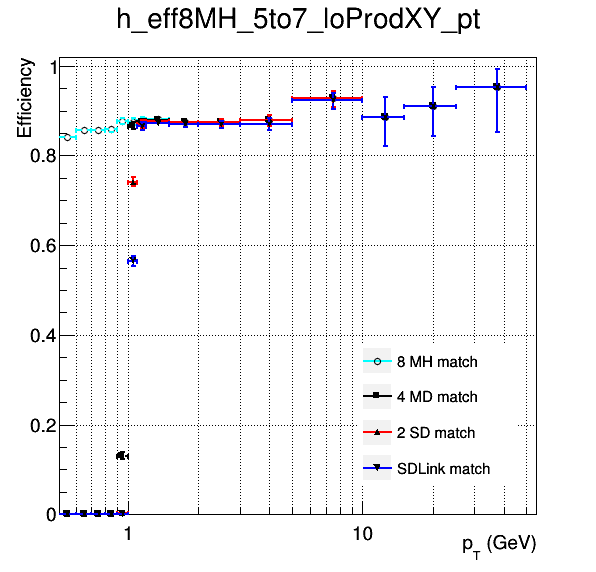 h_eff8MH_5to7_loProdXY_pt
Efficiency
1
0.8
0.6
0.4
0.2
0
8 MH match
4 MD match
2 SD match
SDLink match
1
10
pT (GeV)